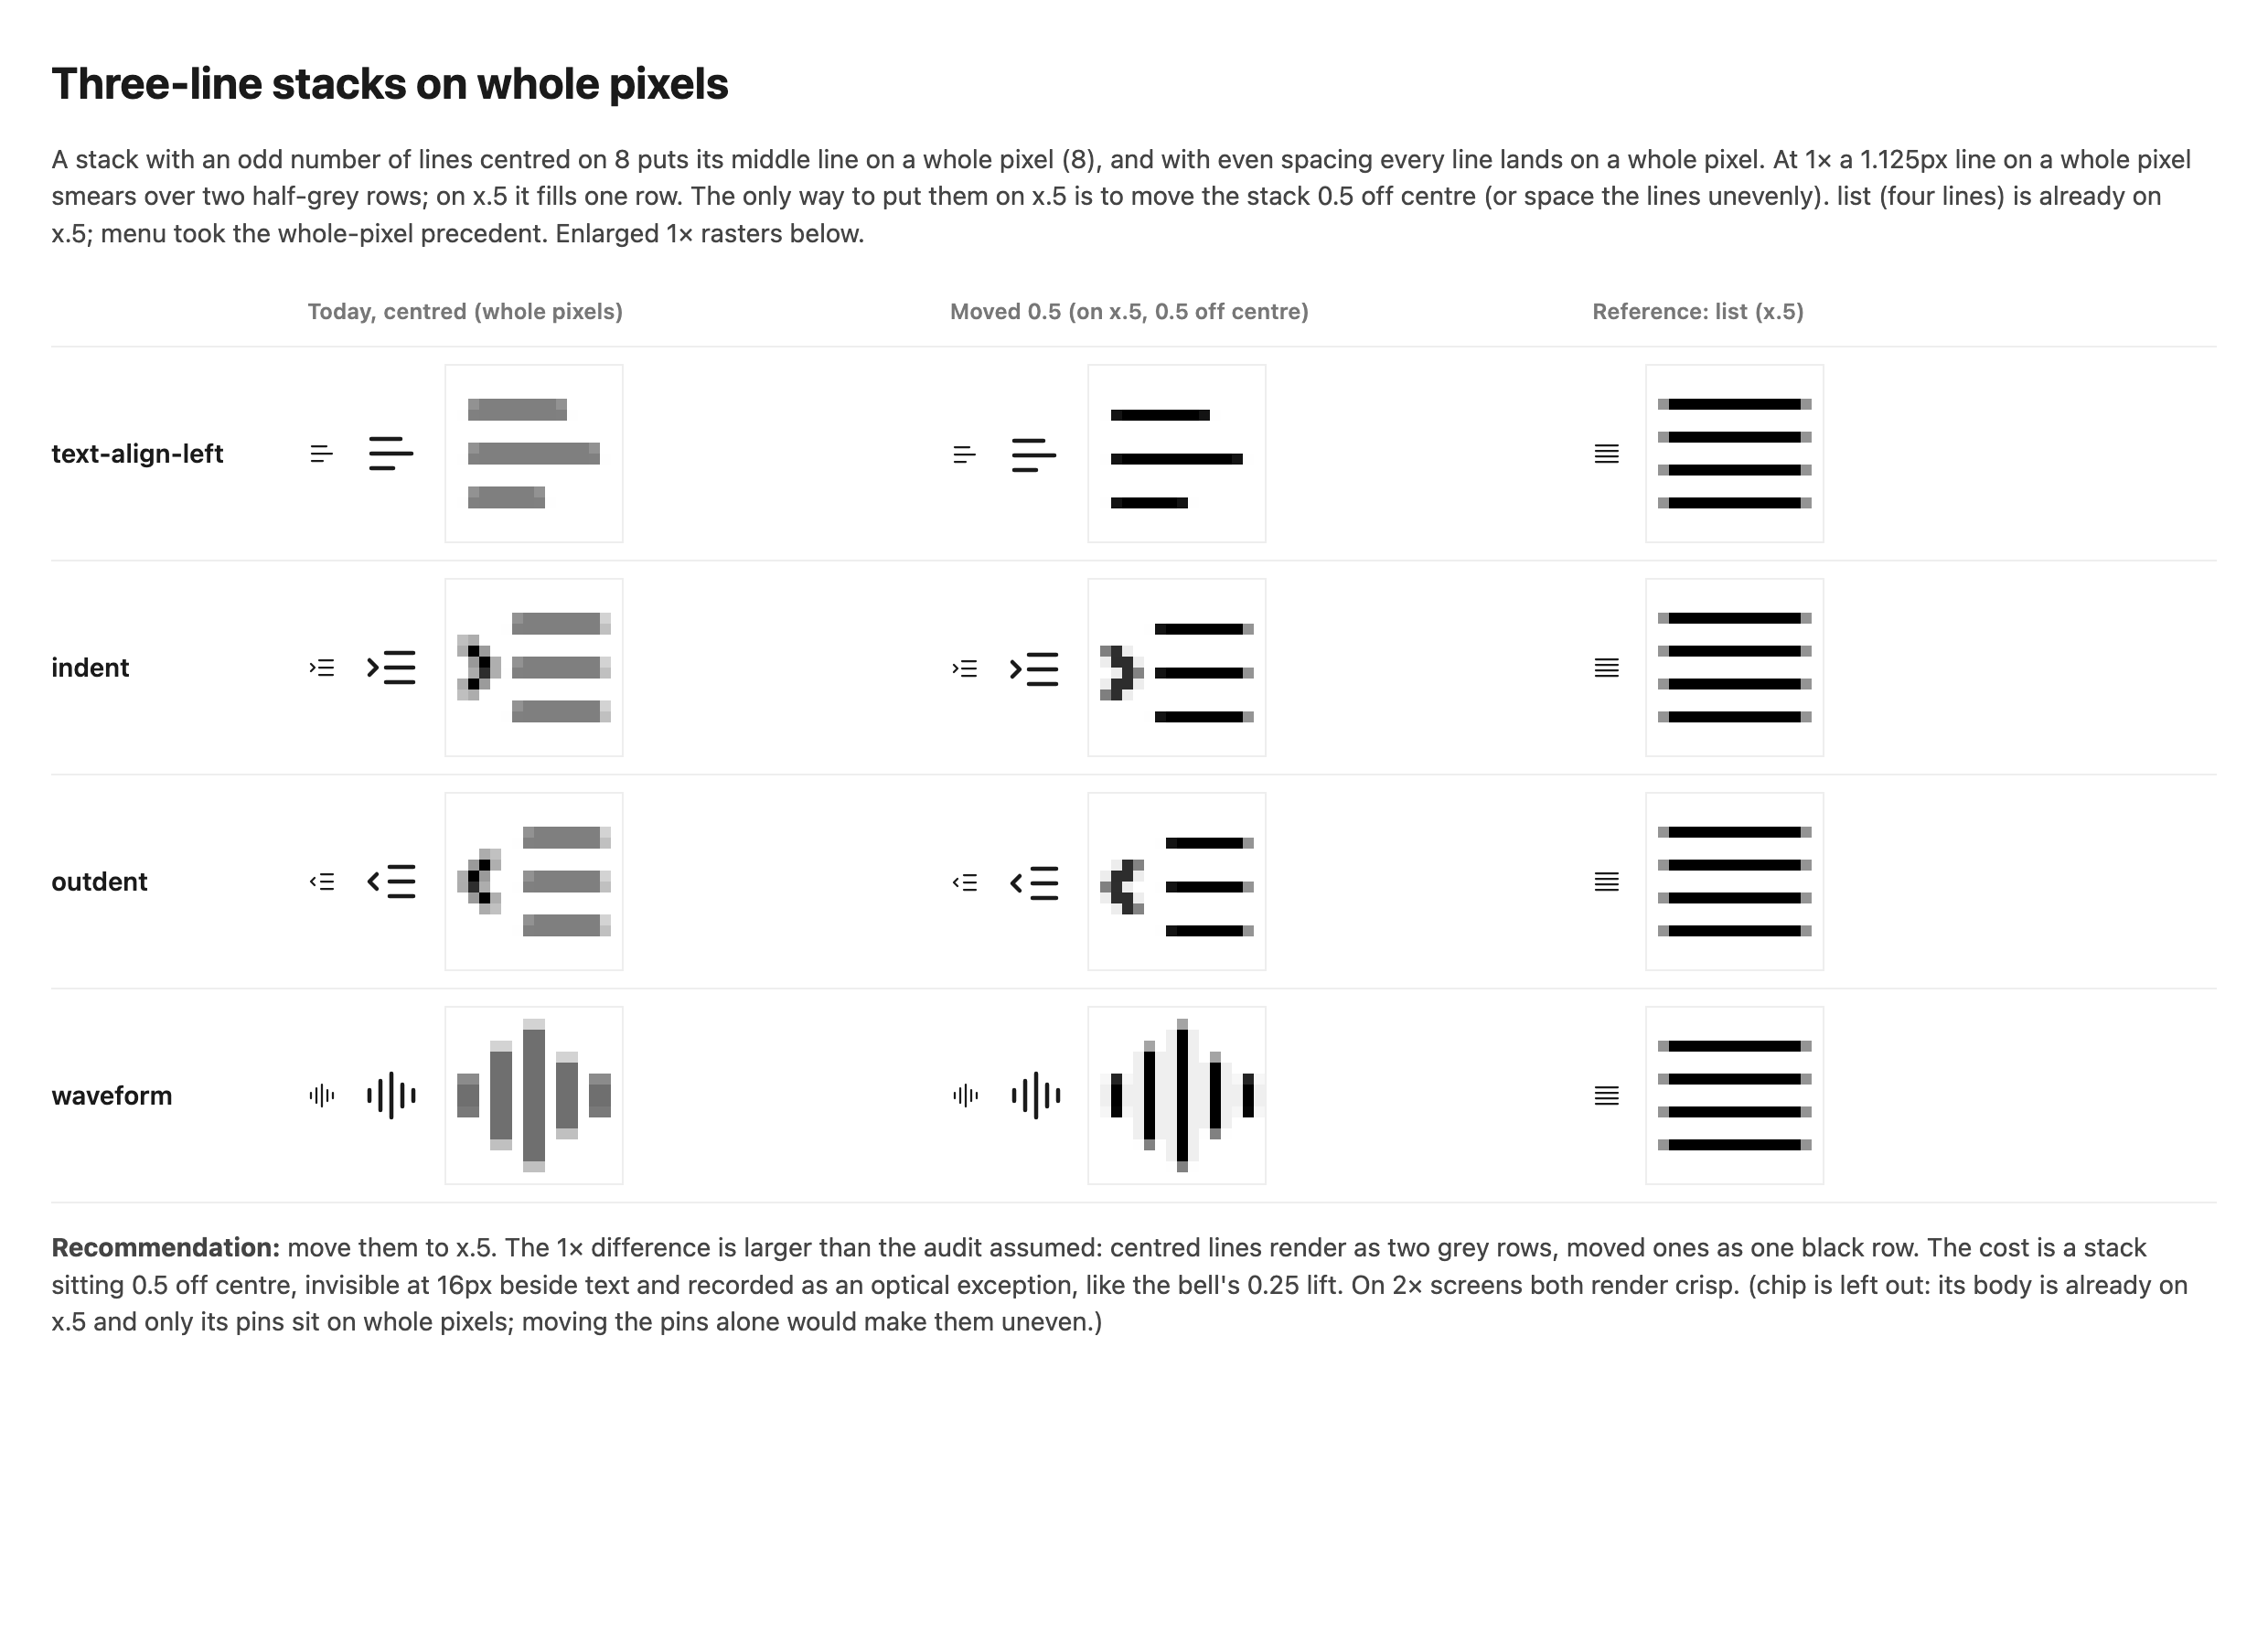 Three-line stacks on whole pixels
A stack with an odd number of lines centred on 8 puts its middle line on a whole pixel (8), and with even spacing every line lands on a whole pixel. At 1× a 1.125px line on a whole pixel
smears over two half-grey rows; on x.5 it fills one row. The only way to put them on x.5 is to move the stack 0.5 off centre (or space the lines unevenly). list (four lines) is already on
x.5; menu took the whole-pixel precedent. Enlarged 1× rasters below.
Today, centred (whole pixels)
Moved 0.5 (on x.5, 0.5 off centre)
Reference: list (x.5)
text-align-left
indent
outdent
waveform
Recommendation: move them to x.5. The 1× difference is larger than the audit assumed: centred lines render as two grey rows, moved ones as one black row. The cost is a stack
sitting 0.5 off centre, invisible at 16px beside text and recorded as an optical exception, like the bell's 0.25 lift. On 2× screens both render crisp. (chip is left out: its body is already on
x.5 and only its pins sit on whole pixels; moving the pins alone would make them uneven.)